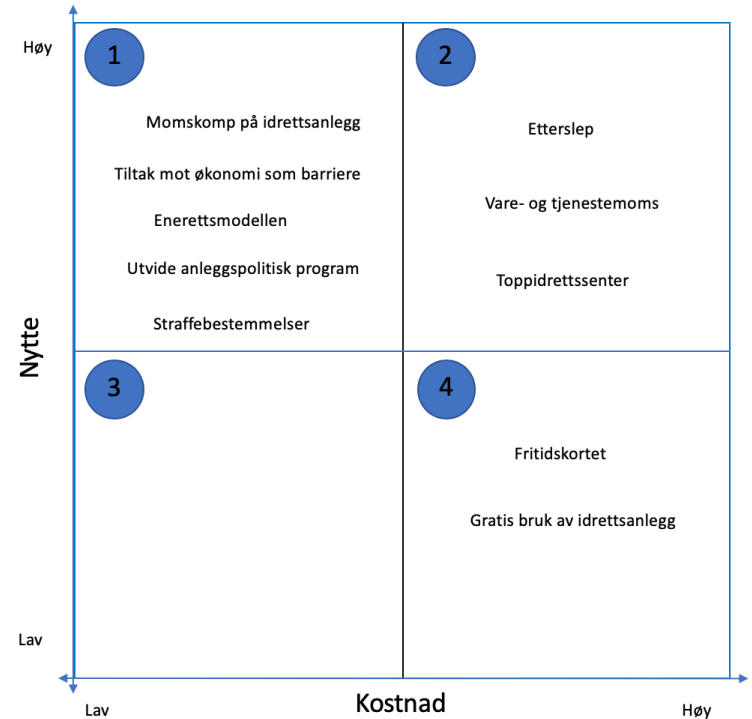 Høy
1
2
Momskomp på idrettsanlegg
Etterslep
Tiltak mot økonomi som barriere
Vare- og tjenestemoms
Enerettsmodellen
Utvide anleggspolitisk program
Toppidrettssenter
Straffebestemmelser
Nytte
3
4
Fritidskortet
Gratis bruk av idrettsanlegg
Lav
Lav
Kostnad
Høy